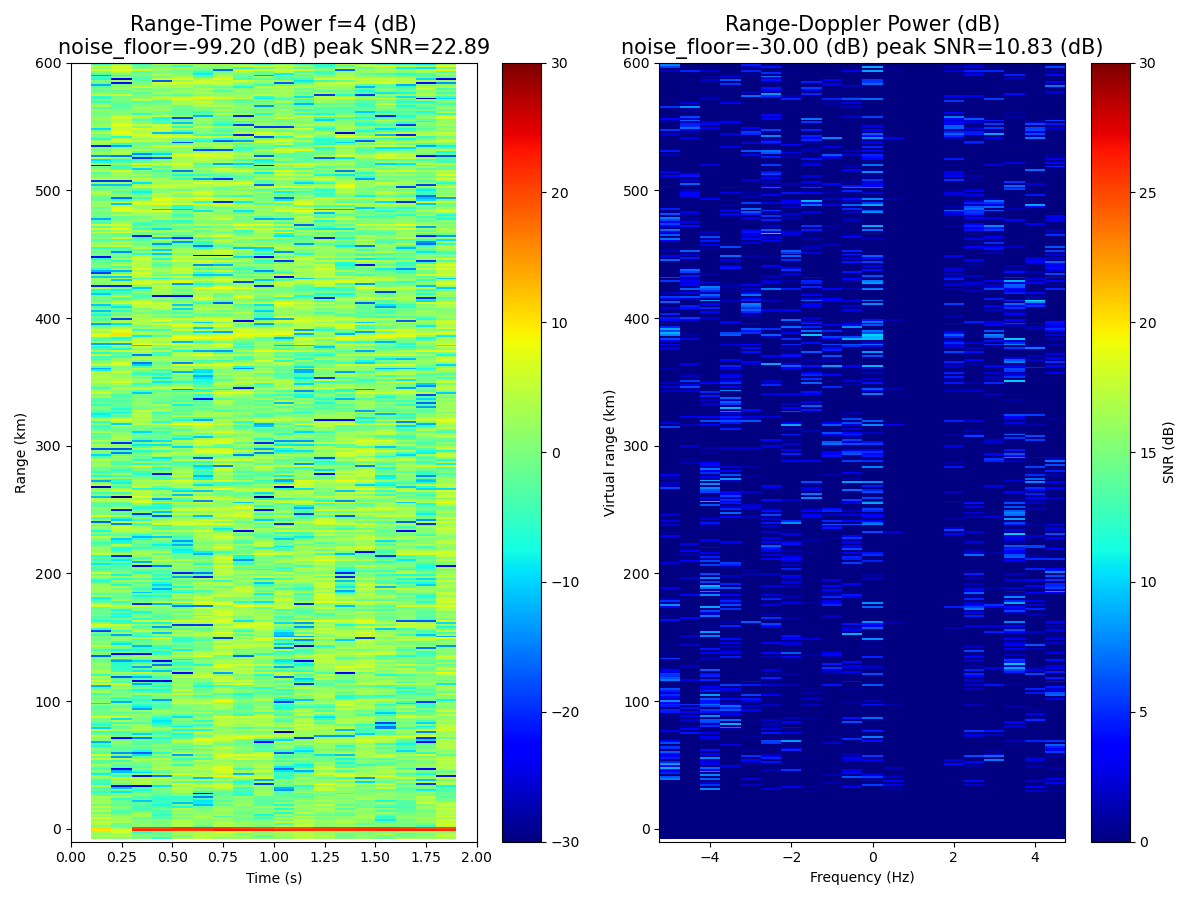 Range-Time Power f=4 (dB)
noise_floor=-99.20 (dB) peak SNR=22.89
Range-Doppler Power (dB)
noise_floor=-30.00 (dB) peak SNR=10.83 (dB)
Range (km)
600
500
400
300
200
100
0
0.00 0.25 0.50 0.75 1.00 1.25 1.50 1.75 2.00
Time (s)
30
20
10
0
−10
−20
−30
Virtual range (km)
600
500
400
300
200
100
0
−4 −2 0 2 4
Frequency (Hz)
30
25
20
15
10
5
0
SNR (dB)